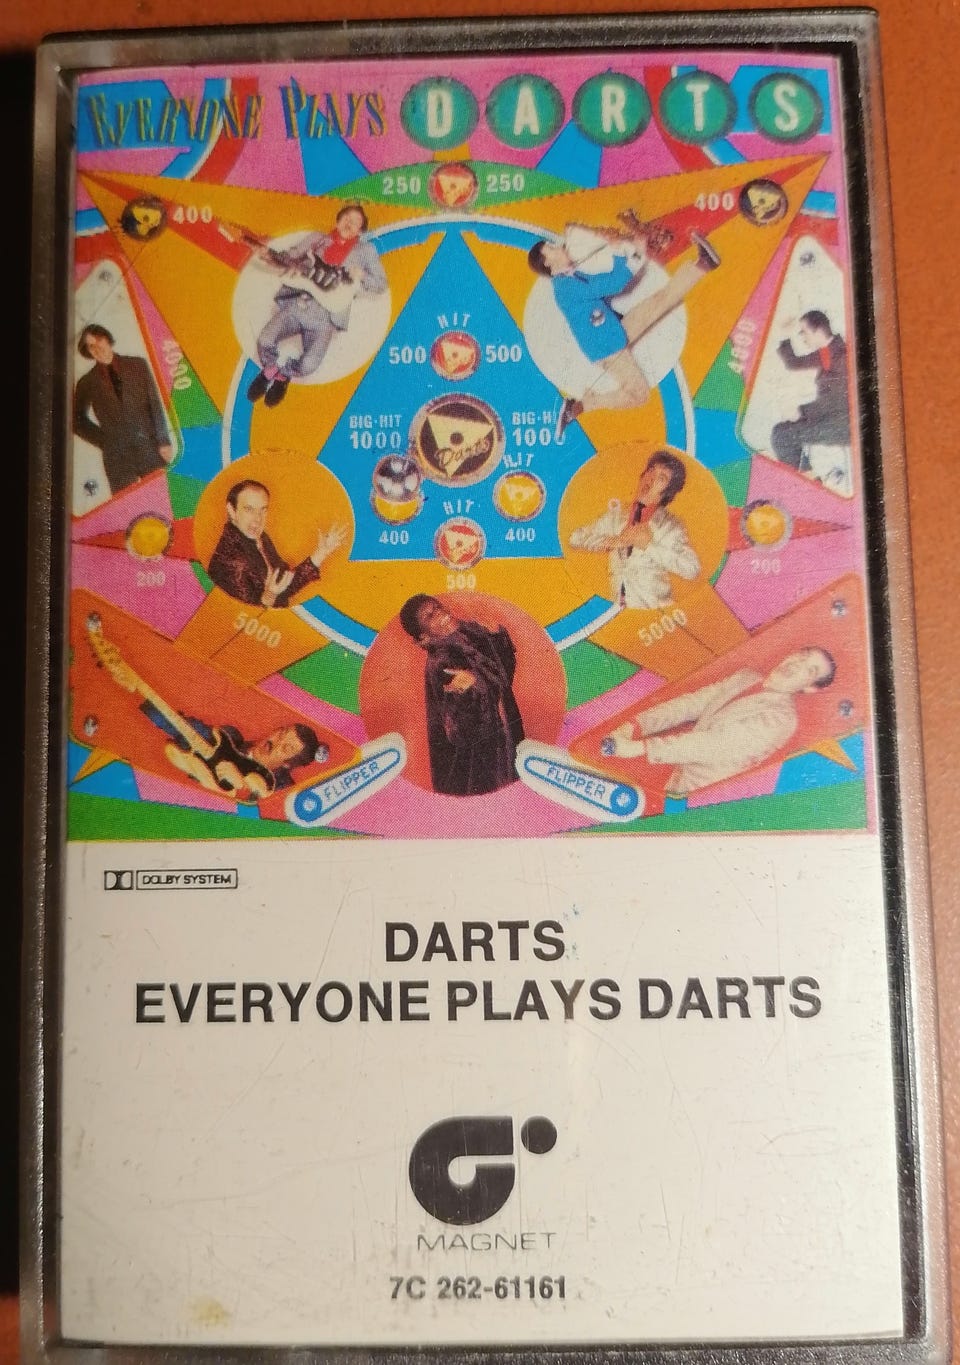 EVERYONE PLAYS DARTS
250 250
400 400
HIT
500 500
4000 4000
BIG-HIT BIG-H
1000 1000
HIT
HIT
400 400
200 500 200
5000 5000
Darts
FLIPPER FLIPPER
DOLBY SYSTEM
DARTS
EVERYONE PLAYS DARTS
MAGNET
7C 262-61161